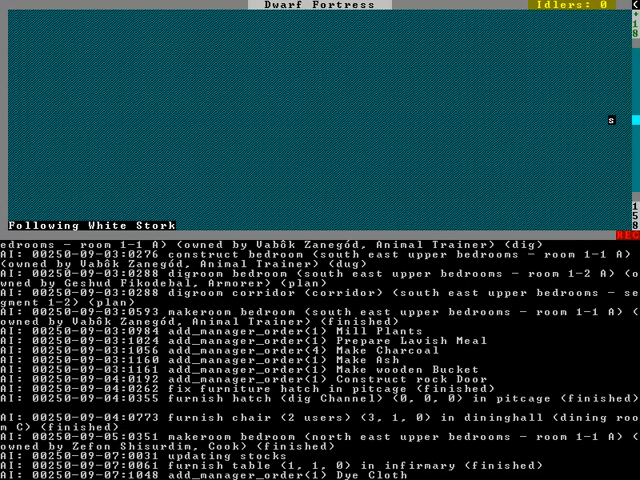 Dwarf Fortress
Idlers: 0
s
Following White Stork
158
REC
edrooms - room 1-1 A) (owned by Vabôk Zanegód, Animal Trainer) (dig)
AI: 00250-09-03:0276 construct bedroom (south east upper bedrooms - room 1-1 A)
(owned by Vabôk Zanegód, Animal Trainer) (dug)
AI: 00250-09-03:0288 digroom bedroom (south east upper bedrooms - room 1-2 A) (o
wned by Geshud Fikodebal, Armorer) (plan)
AI: 00250-09-03:0288 digroom corridor (corridor) (south east upper bedrooms - se
gment 1-2) (plan)
AI: 00250-09-03:0593 makeroom bedroom (south east upper bedrooms - room 1-1 A) (
owned by Vabôk Zanegód, Animal Trainer) (finished)
AI: 00250-09-03:0984 add_manager_order(1) Mill Plants
AI: 00250-09-03:1024 add_manager_order(1) Prepare Lavish Meal
AI: 00250-09-03:1056 add_manager_order(4) Make Charcoal
AI: 00250-09-03:1160 add_manager_order(1) Make Ash
AI: 00250-09-03:1161 add_manager_order(1) Make wooden Bucket
AI: 00250-09-04:0192 add_manager_order(1) Construct rock Door
AI: 00250-09-04:0262 fix furniture hatch in pitcage (finished)
AI: 00250-09-04:0355 furnish hatch (dig Channel) (0, 0, 0) in pitcage (finished)
AI: 00250-09-04:0773 furnish chair (2 users) (3, 1, 0) in dininghall (dining roo
m C) (finished)
AI: 00250-09-05:0351 makeroom bedroom (north east upper bedrooms - room 1-1 A) (
owned by Zefon Shisurdim, Cook) (finished)
AI: 00250-09-07:0031 updating stocks
AI: 00250-09-07:0061 furnish table (1, 1, 0) in infirmary (finished)
AI: 00250-09-07:1048 add_manager_order(1) Dye Cloth